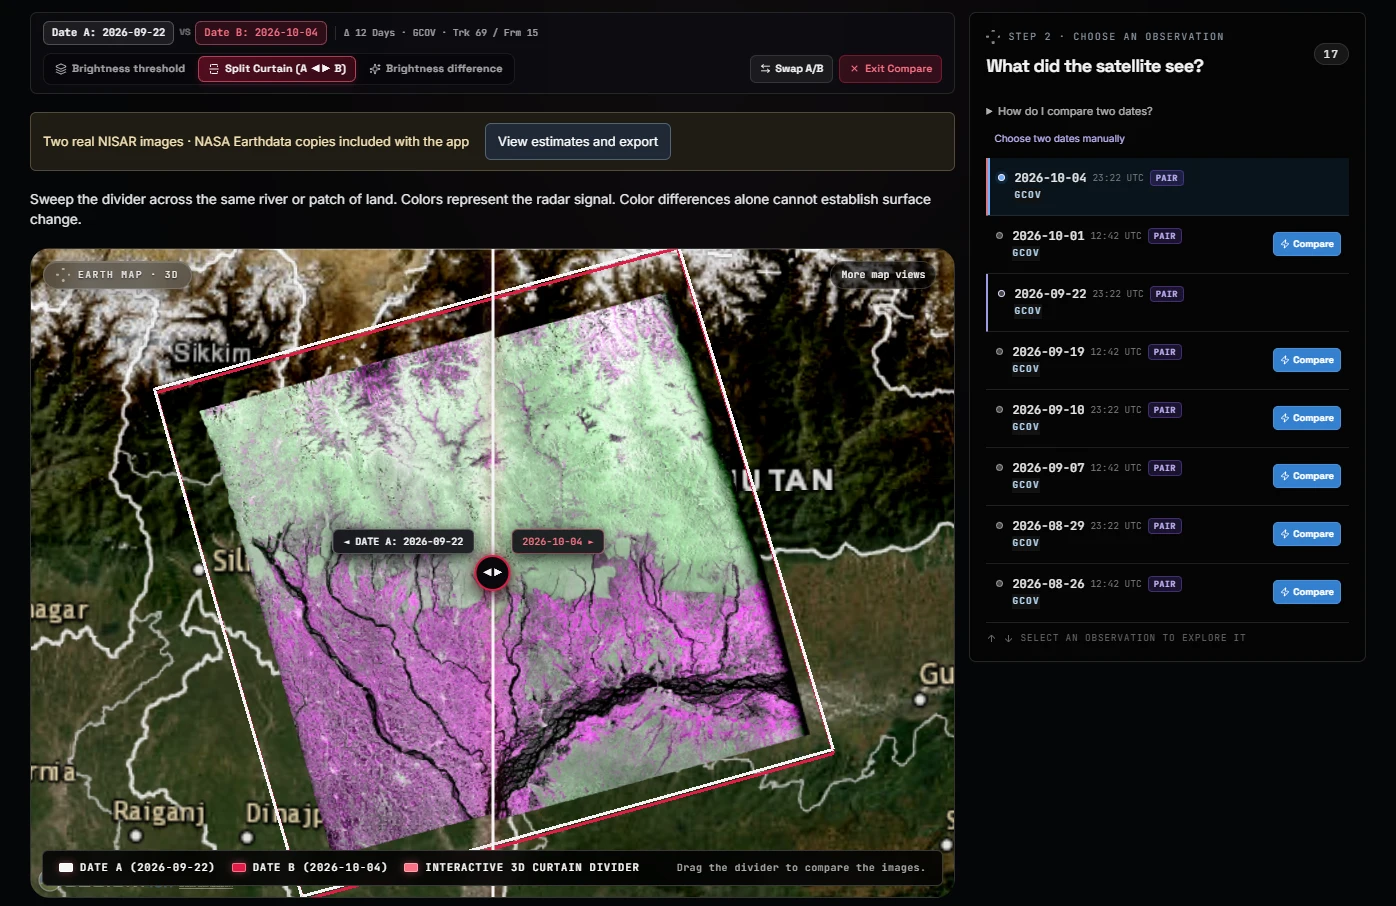 Date A: 2026-09-22 VS Date B: 2026-10-04 Δ 12 Days · GCOV · Trk 69 / Frm 15
Brightness threshold Split Curtain (A ◄► B) Brightness difference Swap A/B × Exit Compare
Two real NISAR images · NASA Earthdata copies included with the app View estimates and export
Sweep the divider across the same river or patch of land. Colors represent the radar signal. Color differences alone cannot establish surface
change.
EARTH MAP · 3D
More map views
Sikkim
UTAN
◄ DATE A: 2026-09-22 2026-10-04 ►
Sil
agar
Gu
rma
Raiganj Dinajp
S
DATE A (2026-09-22) DATE B (2026-10-04) INTERACTIVE 3D CURTAIN DIVIDER Drag the divider to compare the images.
STEP 2 · CHOOSE AN OBSERVATION
What did the satellite see?
17
▶ How do I compare two dates?
Choose two dates manually
2026-10-04 23:22 UTC PAIR
GCOV
2026-10-01 12:42 UTC PAIR
GCOV
Compare
2026-09-22 23:22 UTC PAIR
GCOV
2026-09-19 12:42 UTC PAIR
GCOV
Compare
2026-09-10 23:22 UTC PAIR
GCOV
Compare
2026-09-07 12:42 UTC PAIR
GCOV
Compare
2026-08-29 23:22 UTC PAIR
GCOV
Compare
2026-08-26 12:42 UTC PAIR
GCOV
Compare
↑ ↓ SELECT AN OBSERVATION TO EXPLORE IT